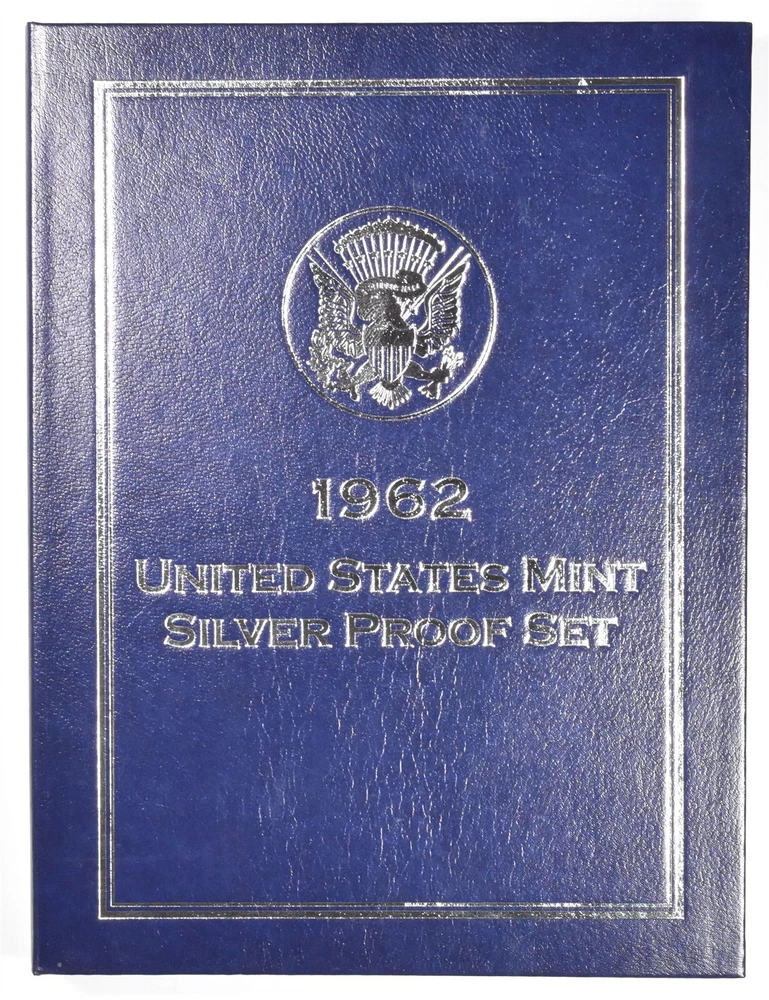 1962
United States Mint
Silver Proof Set